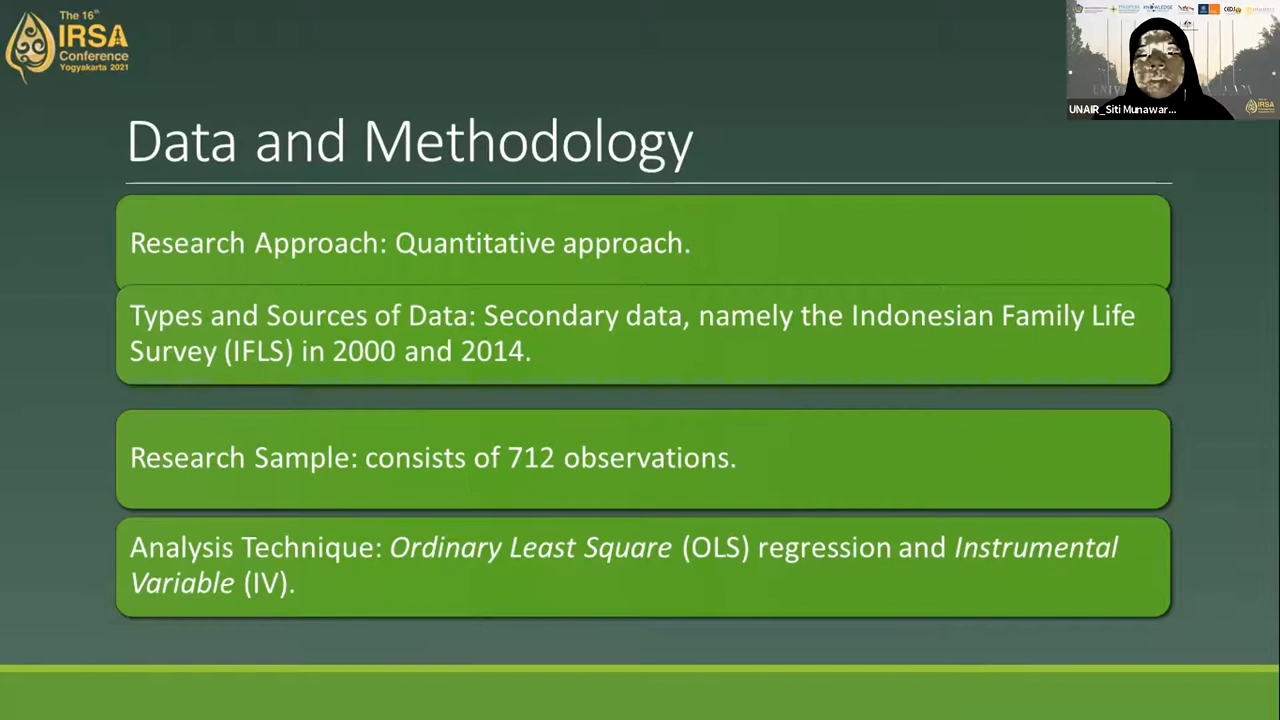 The 16th
IRSA
Conference
Yogyakarta 2021
UNAIR_Siti Munawar...
Data and Methodology
Research Approach: Quantitative approach.
Types and Sources of Data: Secondary data, namely the Indonesian Family Life
Survey (IFLS) in 2000 and 2014.
Research Sample: consists of 712 observations.
Analysis Technique: Ordinary Least Square (OLS) regression and Instrumental
Variable (IV).